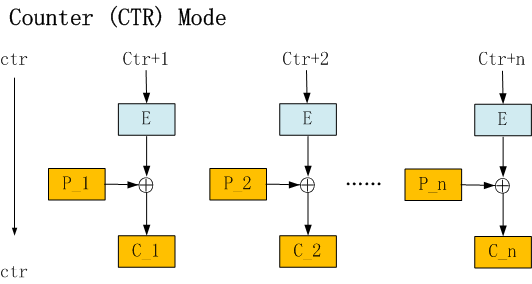 Counter (CTR) Mode
ctr Ctr+1 Ctr+2 Ctr+n
E E E
P_1 P_2 …… P_n
C_1 C_2 C_n
ctr